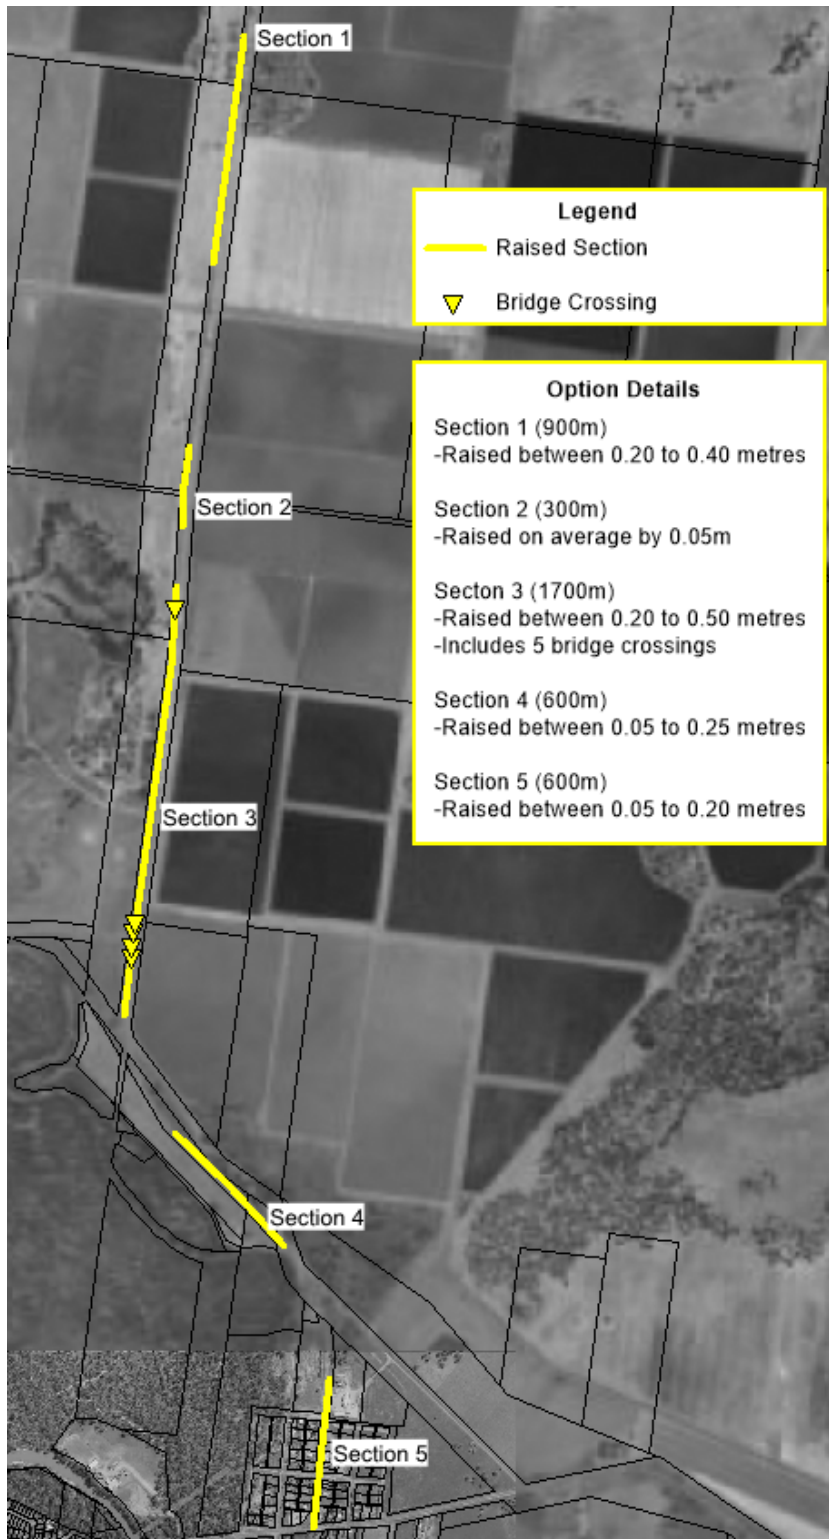 Section 1
Legend
Raised Section
Bridge Crossing
Option Details
Section 1 (900m)
-Raised between 0.20 to 0.40 metres
Section 2 (300m)
-Raised on average by 0.05m
Secton 3 (1700m)
-Raised between 0.20 to 0.50 metres
-Includes 5 bridge crossings
Section 4 (600m)
-Raised between 0.05 to 0.25 metres
Section 5 (600m)
-Raised between 0.05 to 0.20 metres
Section 2
Section 3
Section 4
Section 5